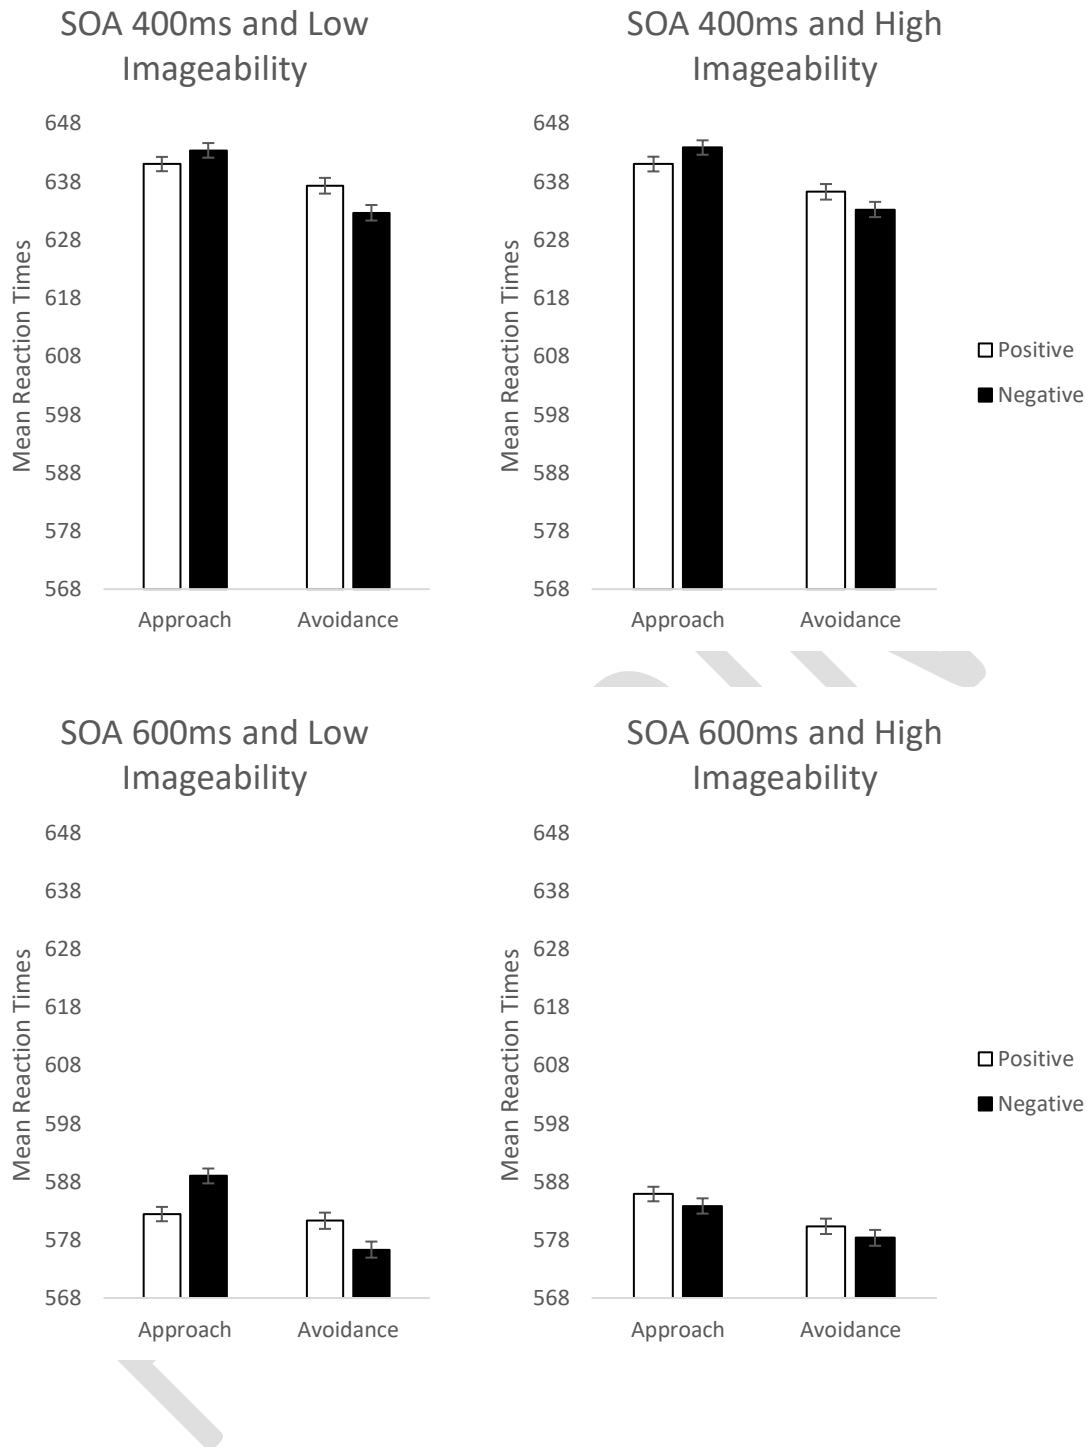 SOA 400ms and Low
Imageability
648
638
628
618
608
598
588
578
568
Mean Reaction Times
Approach
Avoidance
SOA 400ms and High
Imageability
648
638
628
618
608
598
588
578
568
Mean Reaction Times
Approach
Avoidance
Positive
Negative
SOA 600ms and Low
Imageability
648
638
628
618
608
598
588
578
568
Mean Reaction Times
Approach
Avoidance
SOA 600ms and High
Imageability
648
638
628
618
608
598
588
578
568
Mean Reaction Times
Approach
Avoidance
Positive
Negative